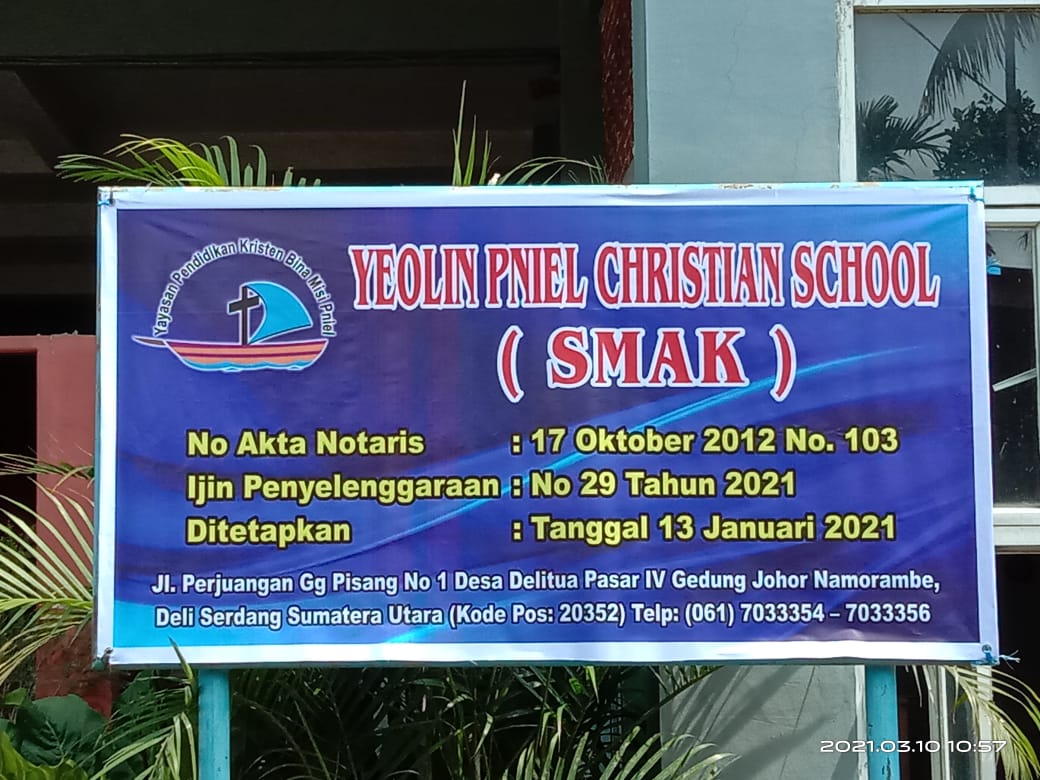 Yayasan Pendidikan Kristen Bina Misi Pniel
YEOLIN PNIEL CHRISTIAN SCHOOL
( SMAK )
No Akta Notaris : 17 Oktober 2012 No. 103
Ijin Penyelenggaraan : No 29 Tahun 2021
Ditetapkan : Tanggal 13 Januari 2021
Jl. Perjuangan Gg Pisang No 1 Desa Delitua Pasar IV Gedung Johor Namorambe,
Deli Serdang Sumatera Utara (Kode Pos: 20352) Telp: (061) 7033354 – 7033356
2021.03.10 10:57